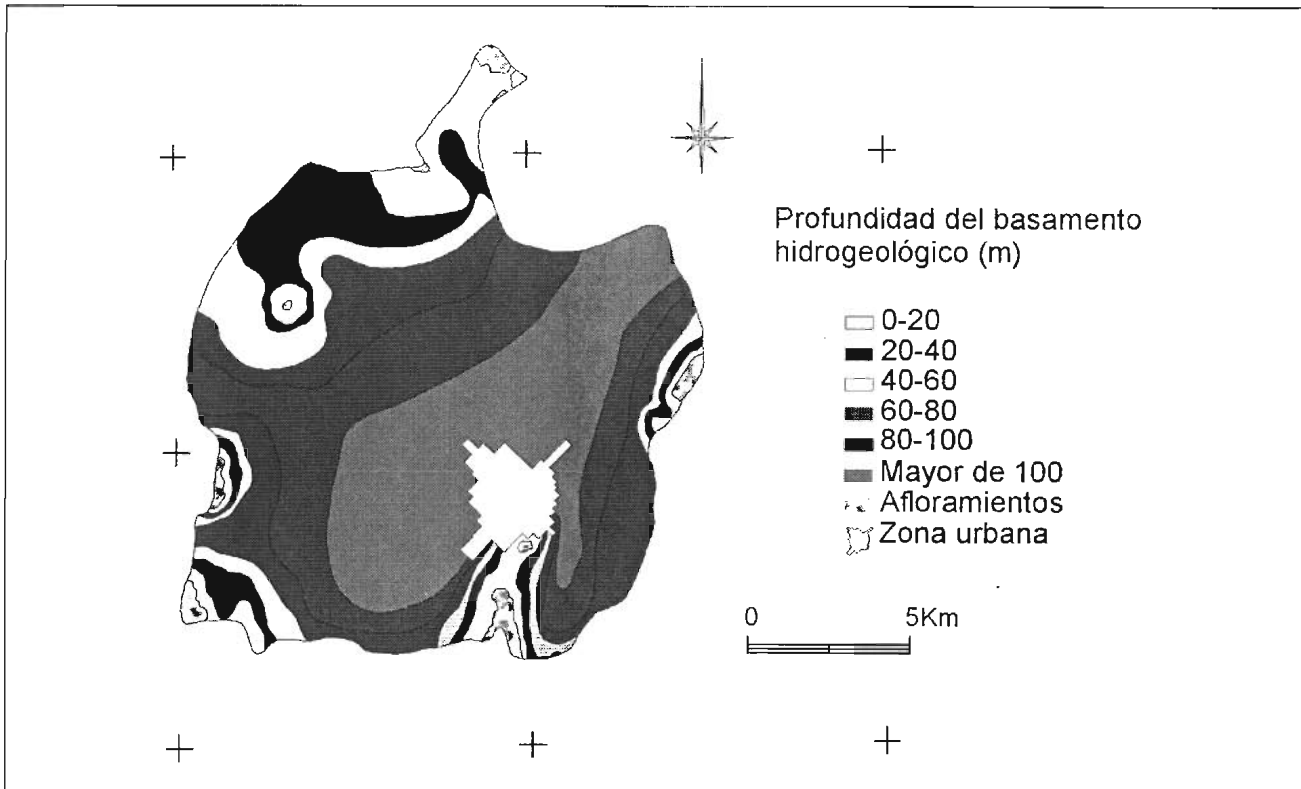 Profundidad del basamento
hidrogeológico (m)
0-20
20-40
40-60
60-80
80-100
Mayor de 100
Afloramientos
Zona urbana
0 5Km